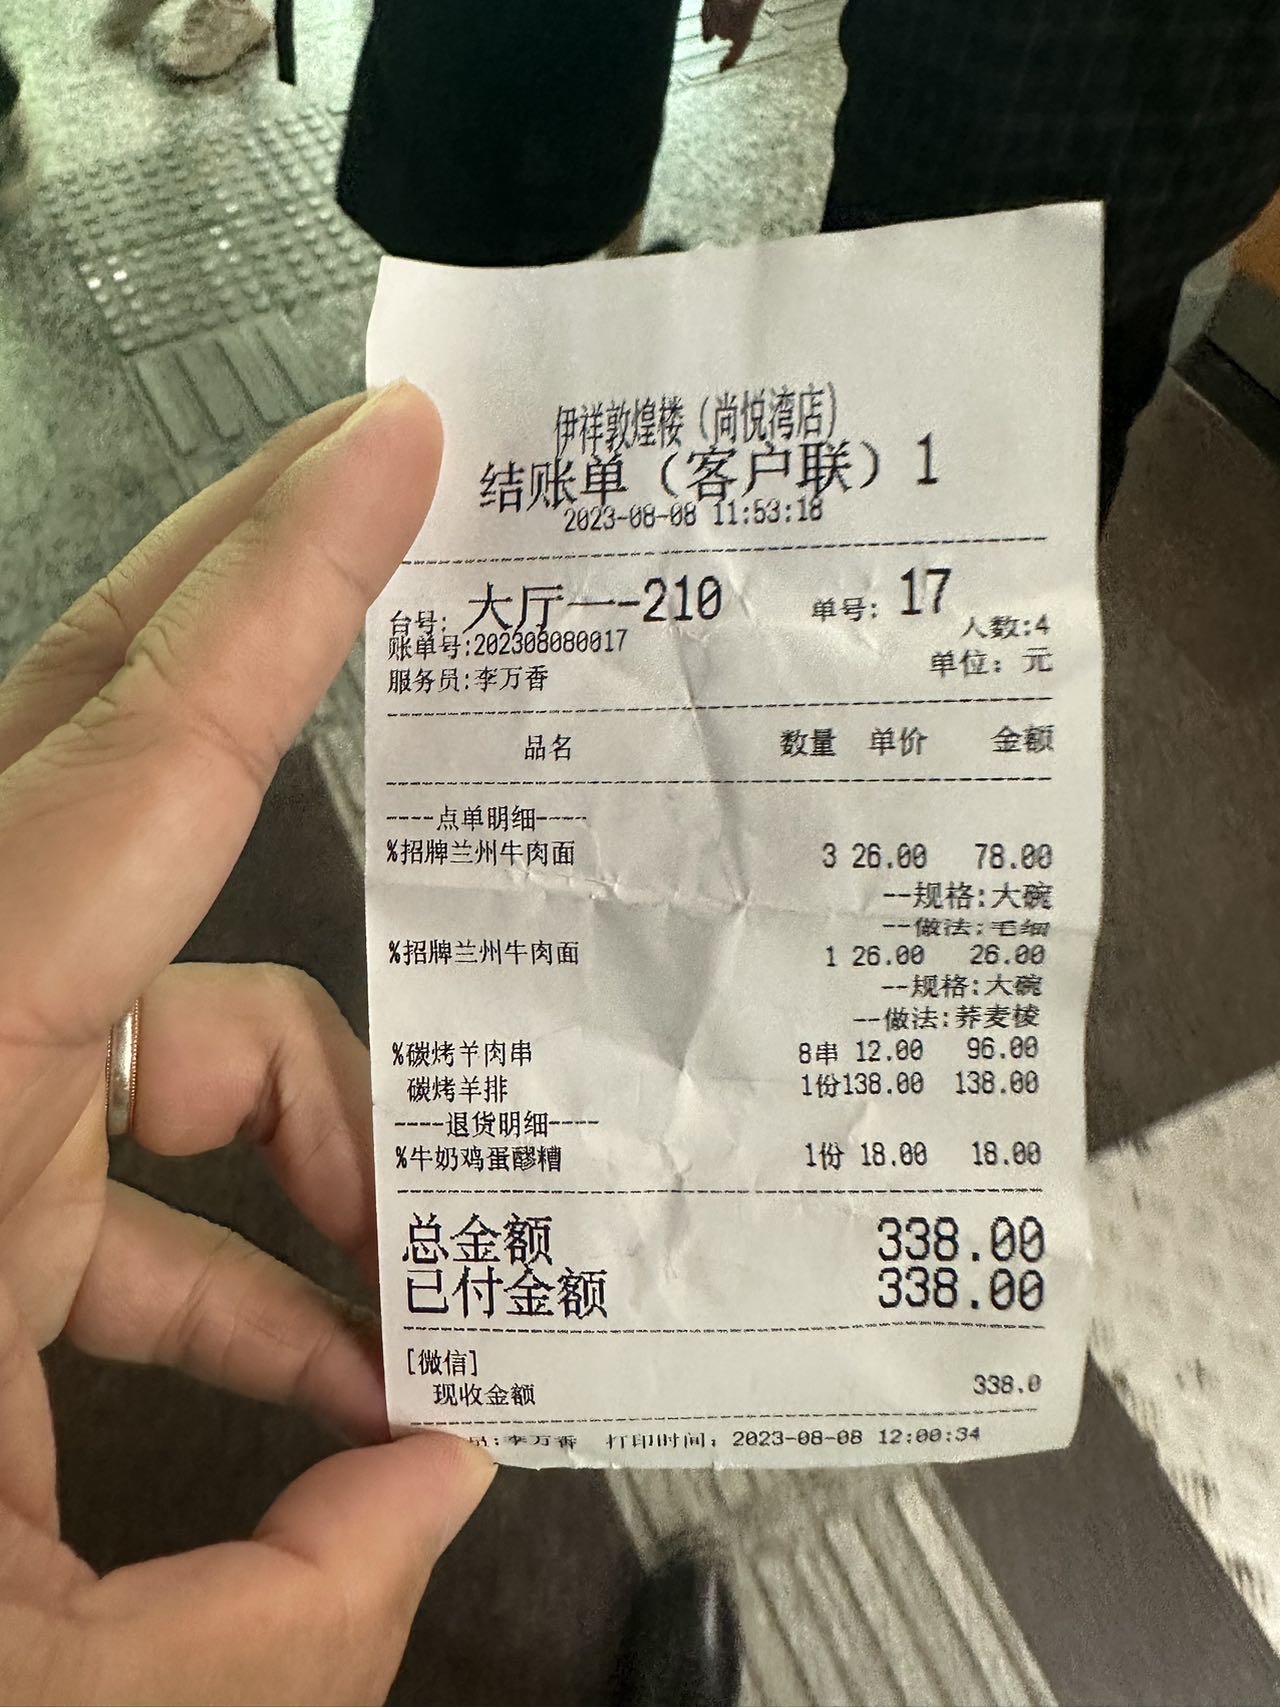 伊祥敦煌楼（尚悦湾店）
结账单（客户联）1
2023-08-08 11:53:18
台号: 大厅一-210 单号: 17
人数:4
账单号:202308080017
服务员:李万香 单位: 元
品名 数量 单价 金额
----点单明细----
%招牌兰州牛肉面 3 26.00 78.00
--规格:大碗
--做法:毛细
%招牌兰州牛肉面 1 26.00 26.00
--规格:大碗
--做法:荞麦棱
%碳烤羊肉串 8串 12.00 96.00
碳烤羊排 1份138.00 138.00
----退货明细----
%牛奶鸡蛋醪糟 1份 18.00 18.00
总金额 338.00
已付金额 338.00
[微信]
现收金额 338.0
员:李万香 打印时间: 2023-08-08 12:00:34